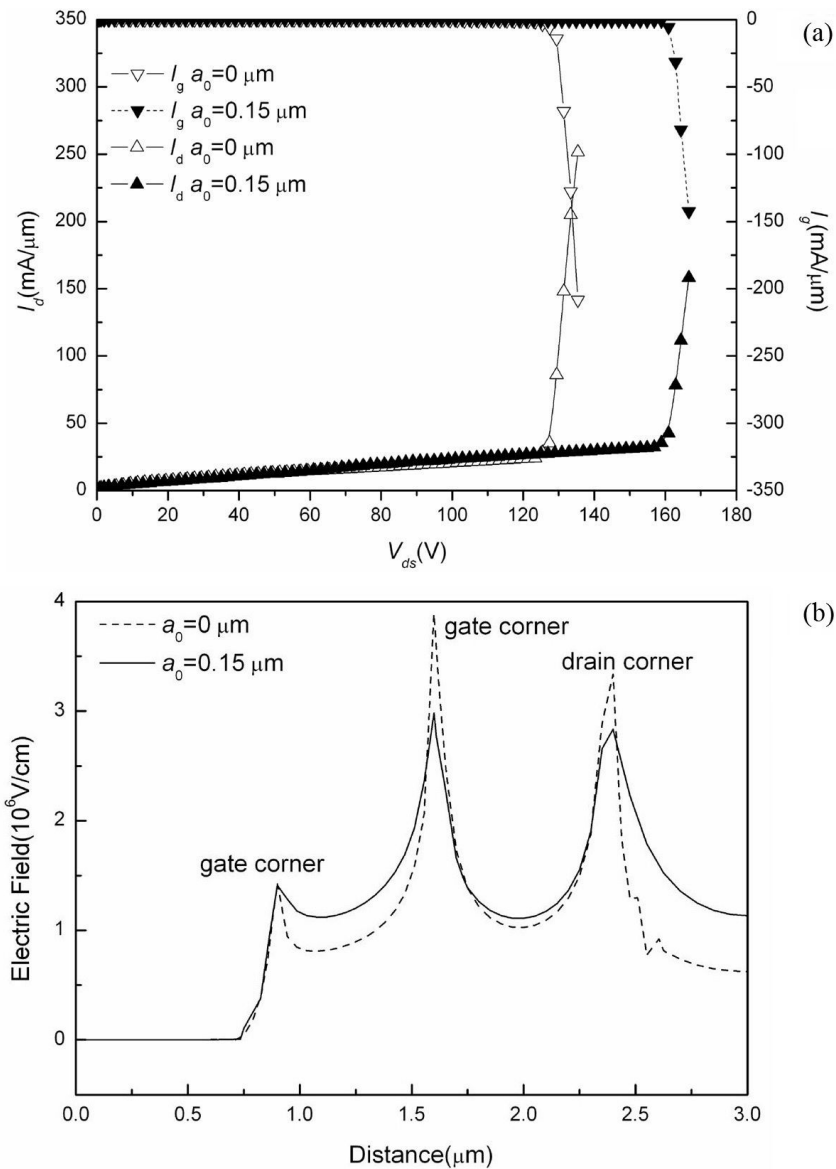 (a)
350
300
250
200
150
100
50
0
I_d(mA/μm)
0
-50
-100
-150
-200
-250
-300
-350
I_g(mA/μm)
I_g a_0=0 μm
I_g a_0=0.15 μm
I_d a_0=0 μm
I_d a_0=0.15 μm
0 20 40 60 80 100 120 140 160 180
V_ds(V)
(b)
4
3
2
1
0
Electric Field(10^6V/cm)
a_0=0 μm
a_0=0.15 μm
gate corner
drain corner
gate corner
0.0 0.5 1.0 1.5 2.0 2.5 3.0
Distance(μm)